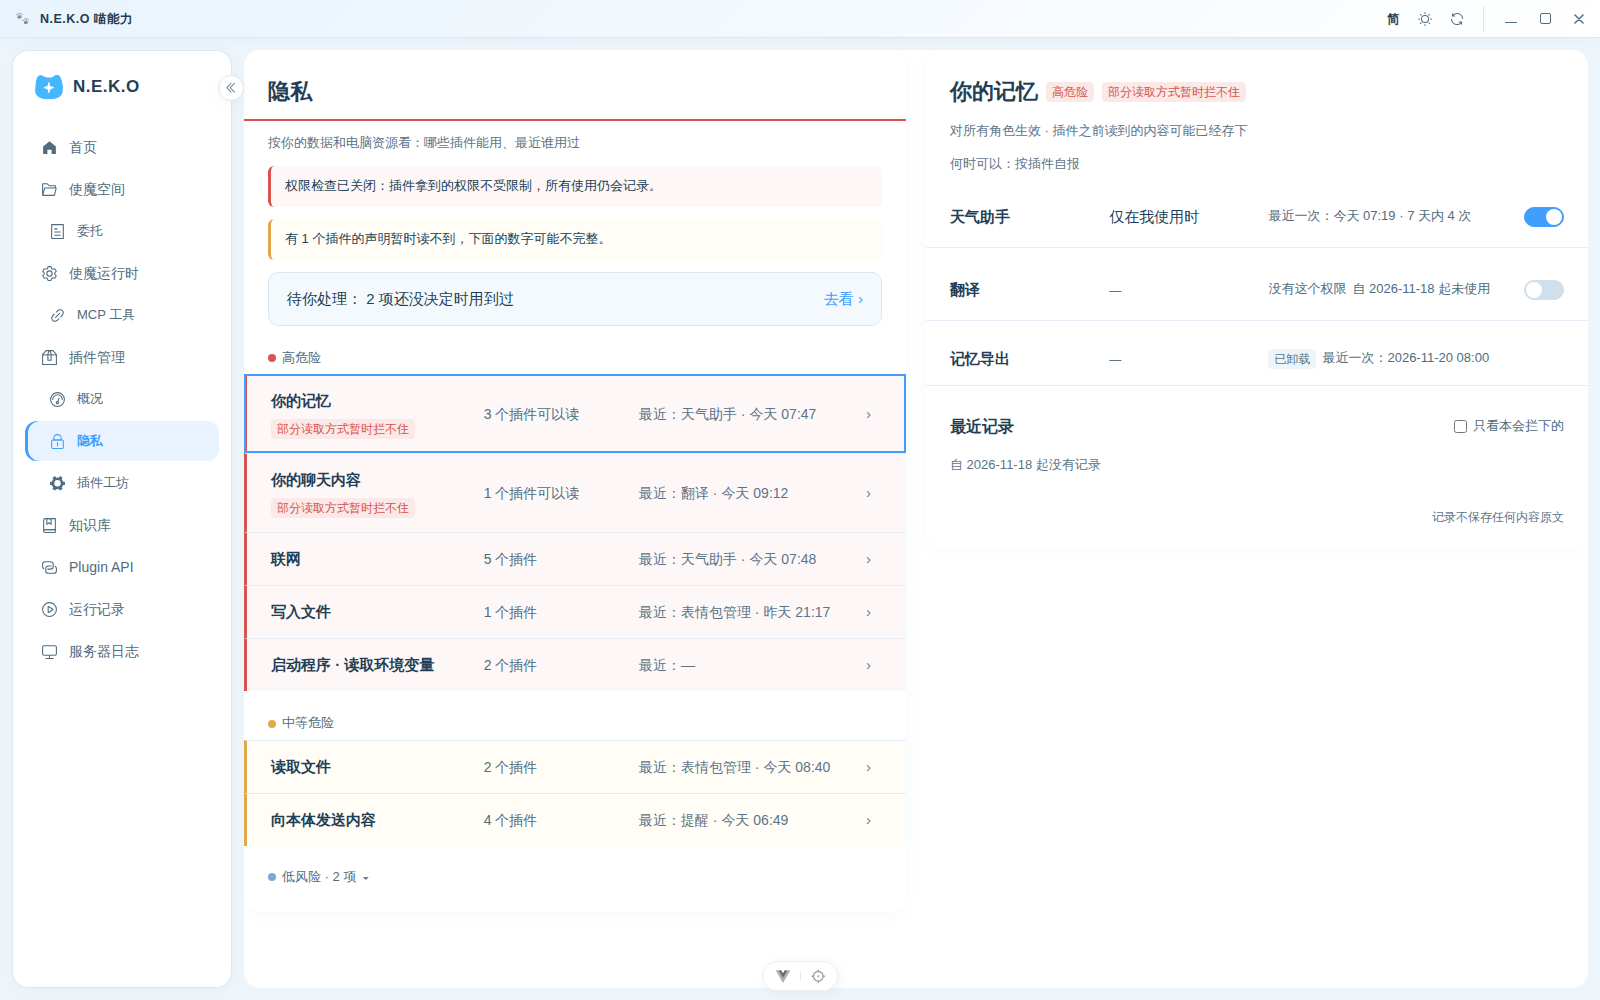 N.E.K.O 喵能力
简
N.E.K.O
首页
使魔空间
委托
使魔运行时
MCP 工具
插件管理
概况
隐私
插件工坊
知识库
Plugin API
运行记录
服务器日志
隐私
按你的数据和电脑资源看：哪些插件能用、最近谁用过
权限检查已关闭：插件拿到的权限不受限制，所有使用仍会记录。
有 1 个插件的声明暂时读不到，下面的数字可能不完整。
待你处理： 2 项还没决定时用到过
去看 ›
高危险
你的记忆
部分读取方式暂时拦不住
3 个插件可以读
最近：天气助手 · 今天 07:47
›
你的聊天内容
部分读取方式暂时拦不住
1 个插件可以读
最近：翻译 · 今天 09:12
›
联网
5 个插件
最近：天气助手 · 今天 07:48
›
写入文件
1 个插件
最近：表情包管理 · 昨天 21:17
›
启动程序 · 读取环境变量
2 个插件
最近：—
›
中等危险
读取文件
2 个插件
最近：表情包管理 · 今天 08:40
›
向本体发送内容
4 个插件
最近：提醒 · 今天 06:49
›
低风险 · 2 项
你的记忆 高危险 部分读取方式暂时拦不住
对所有角色生效 · 插件之前读到的内容可能已经存下
何时可以：按插件自报
天气助手
仅在我使用时
最近一次：今天 07:19 · 7 天内 4 次
翻译
—
没有这个权限 自 2026-11-18 起未使用
记忆导出
—
已卸载 最近一次：2026-11-20 08:00
最近记录
只看本会拦下的
自 2026-11-18 起没有记录
记录不保存任何内容原文